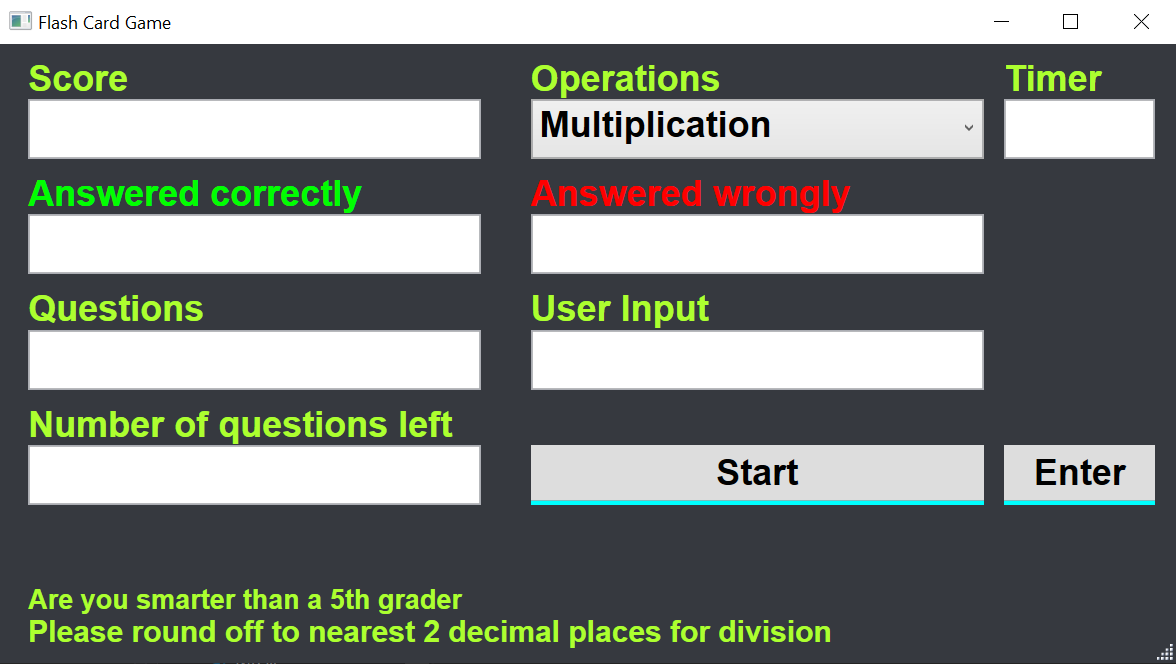 Flash Card Game
Score
Operations
Timer
Multiplication
Answered correctly
Answered wrongly
Questions
User Input
Number of questions left
Start
Enter
Are you smarter than a 5th grader
Please round off to nearest 2 decimal places for division